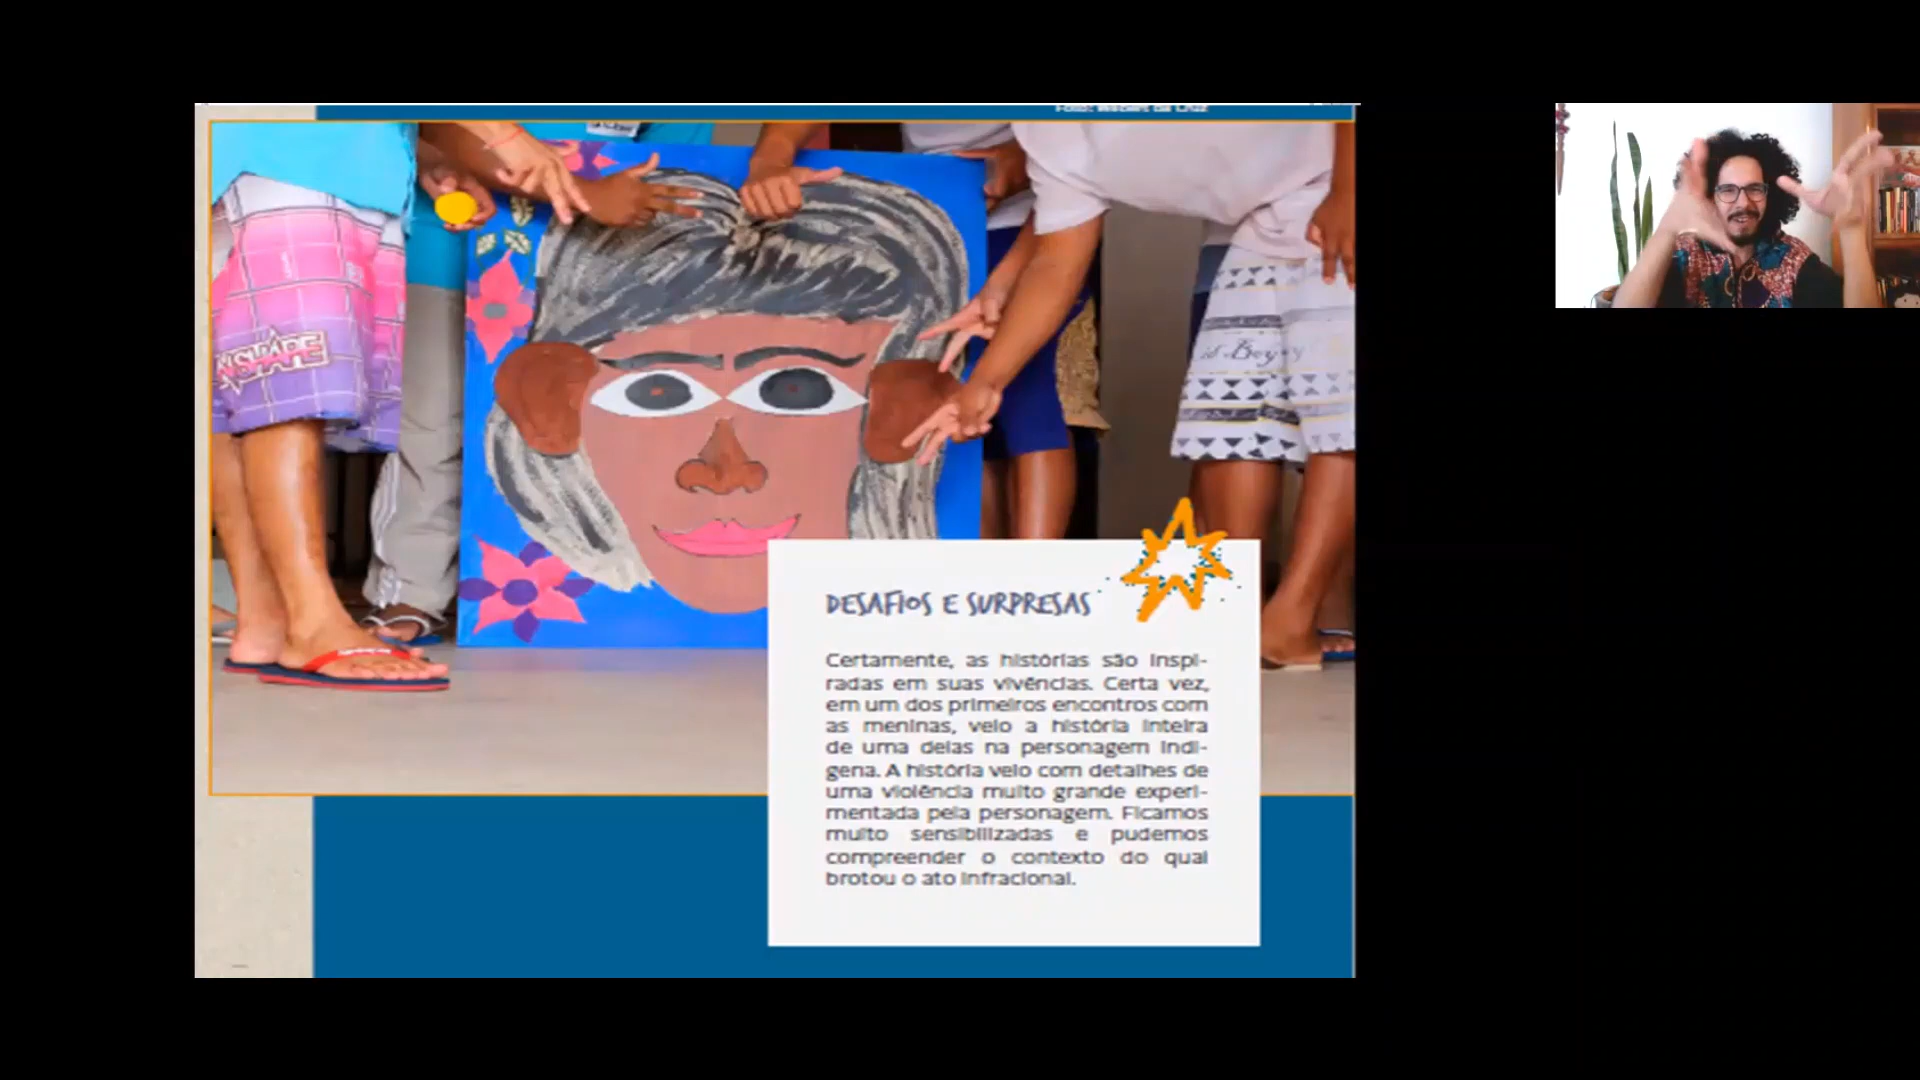 DESAFIOS E SURPRESAS
Certamente, as histórias são inspi-
radas em suas vivências. Certa vez,
em um dos primeiros encontros com
as meninas, veio a história inteira
de uma delas na personagem indí-
gena. A história veio com detalhes de
uma violência muito grande experi-
mentada pela personagem. Ficamos
muito sensibilizadas e pudemos
compreender o contexto do qual
brotou o ato infracional.